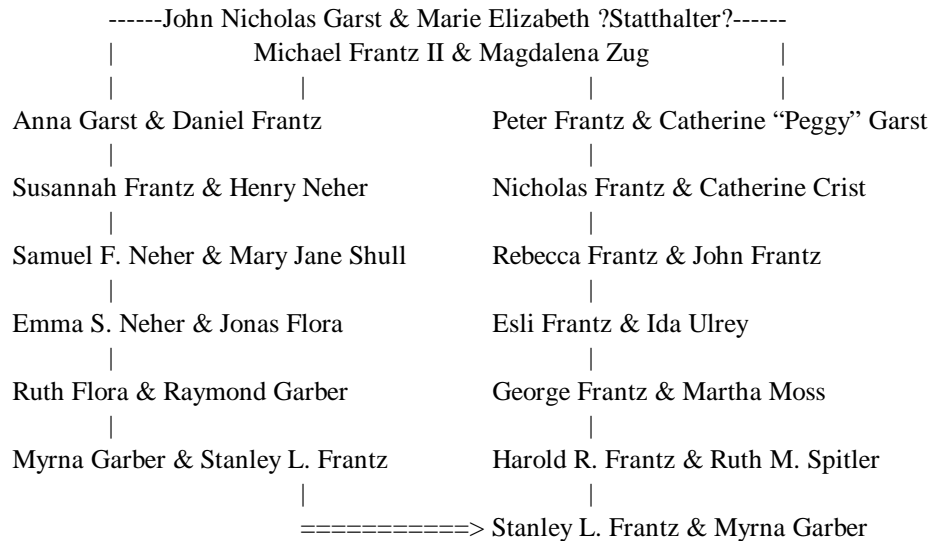 ------John Nicholas Garst & Marie Elizabeth ?Statthalter?------
| Michael Frantz II & Magdalena Zug |
| | | |
Anna Garst & Daniel Frantz Peter Frantz & Catherine “Peggy” Garst
| |
Susannah Frantz & Henry Neher Nicholas Frantz & Catherine Crist
| |
Samuel F. Neher & Mary Jane Shull Rebecca Frantz & John Frantz
| |
Emma S. Neher & Jonas Flora Esli Frantz & Ida Ulrey
| |
Ruth Flora & Raymond Garber George Frantz & Martha Moss
| |
Myrna Garber & Stanley L. Frantz Harold R. Frantz & Ruth M. Spitler
| |
===========> Stanley L. Frantz & Myrna Garber